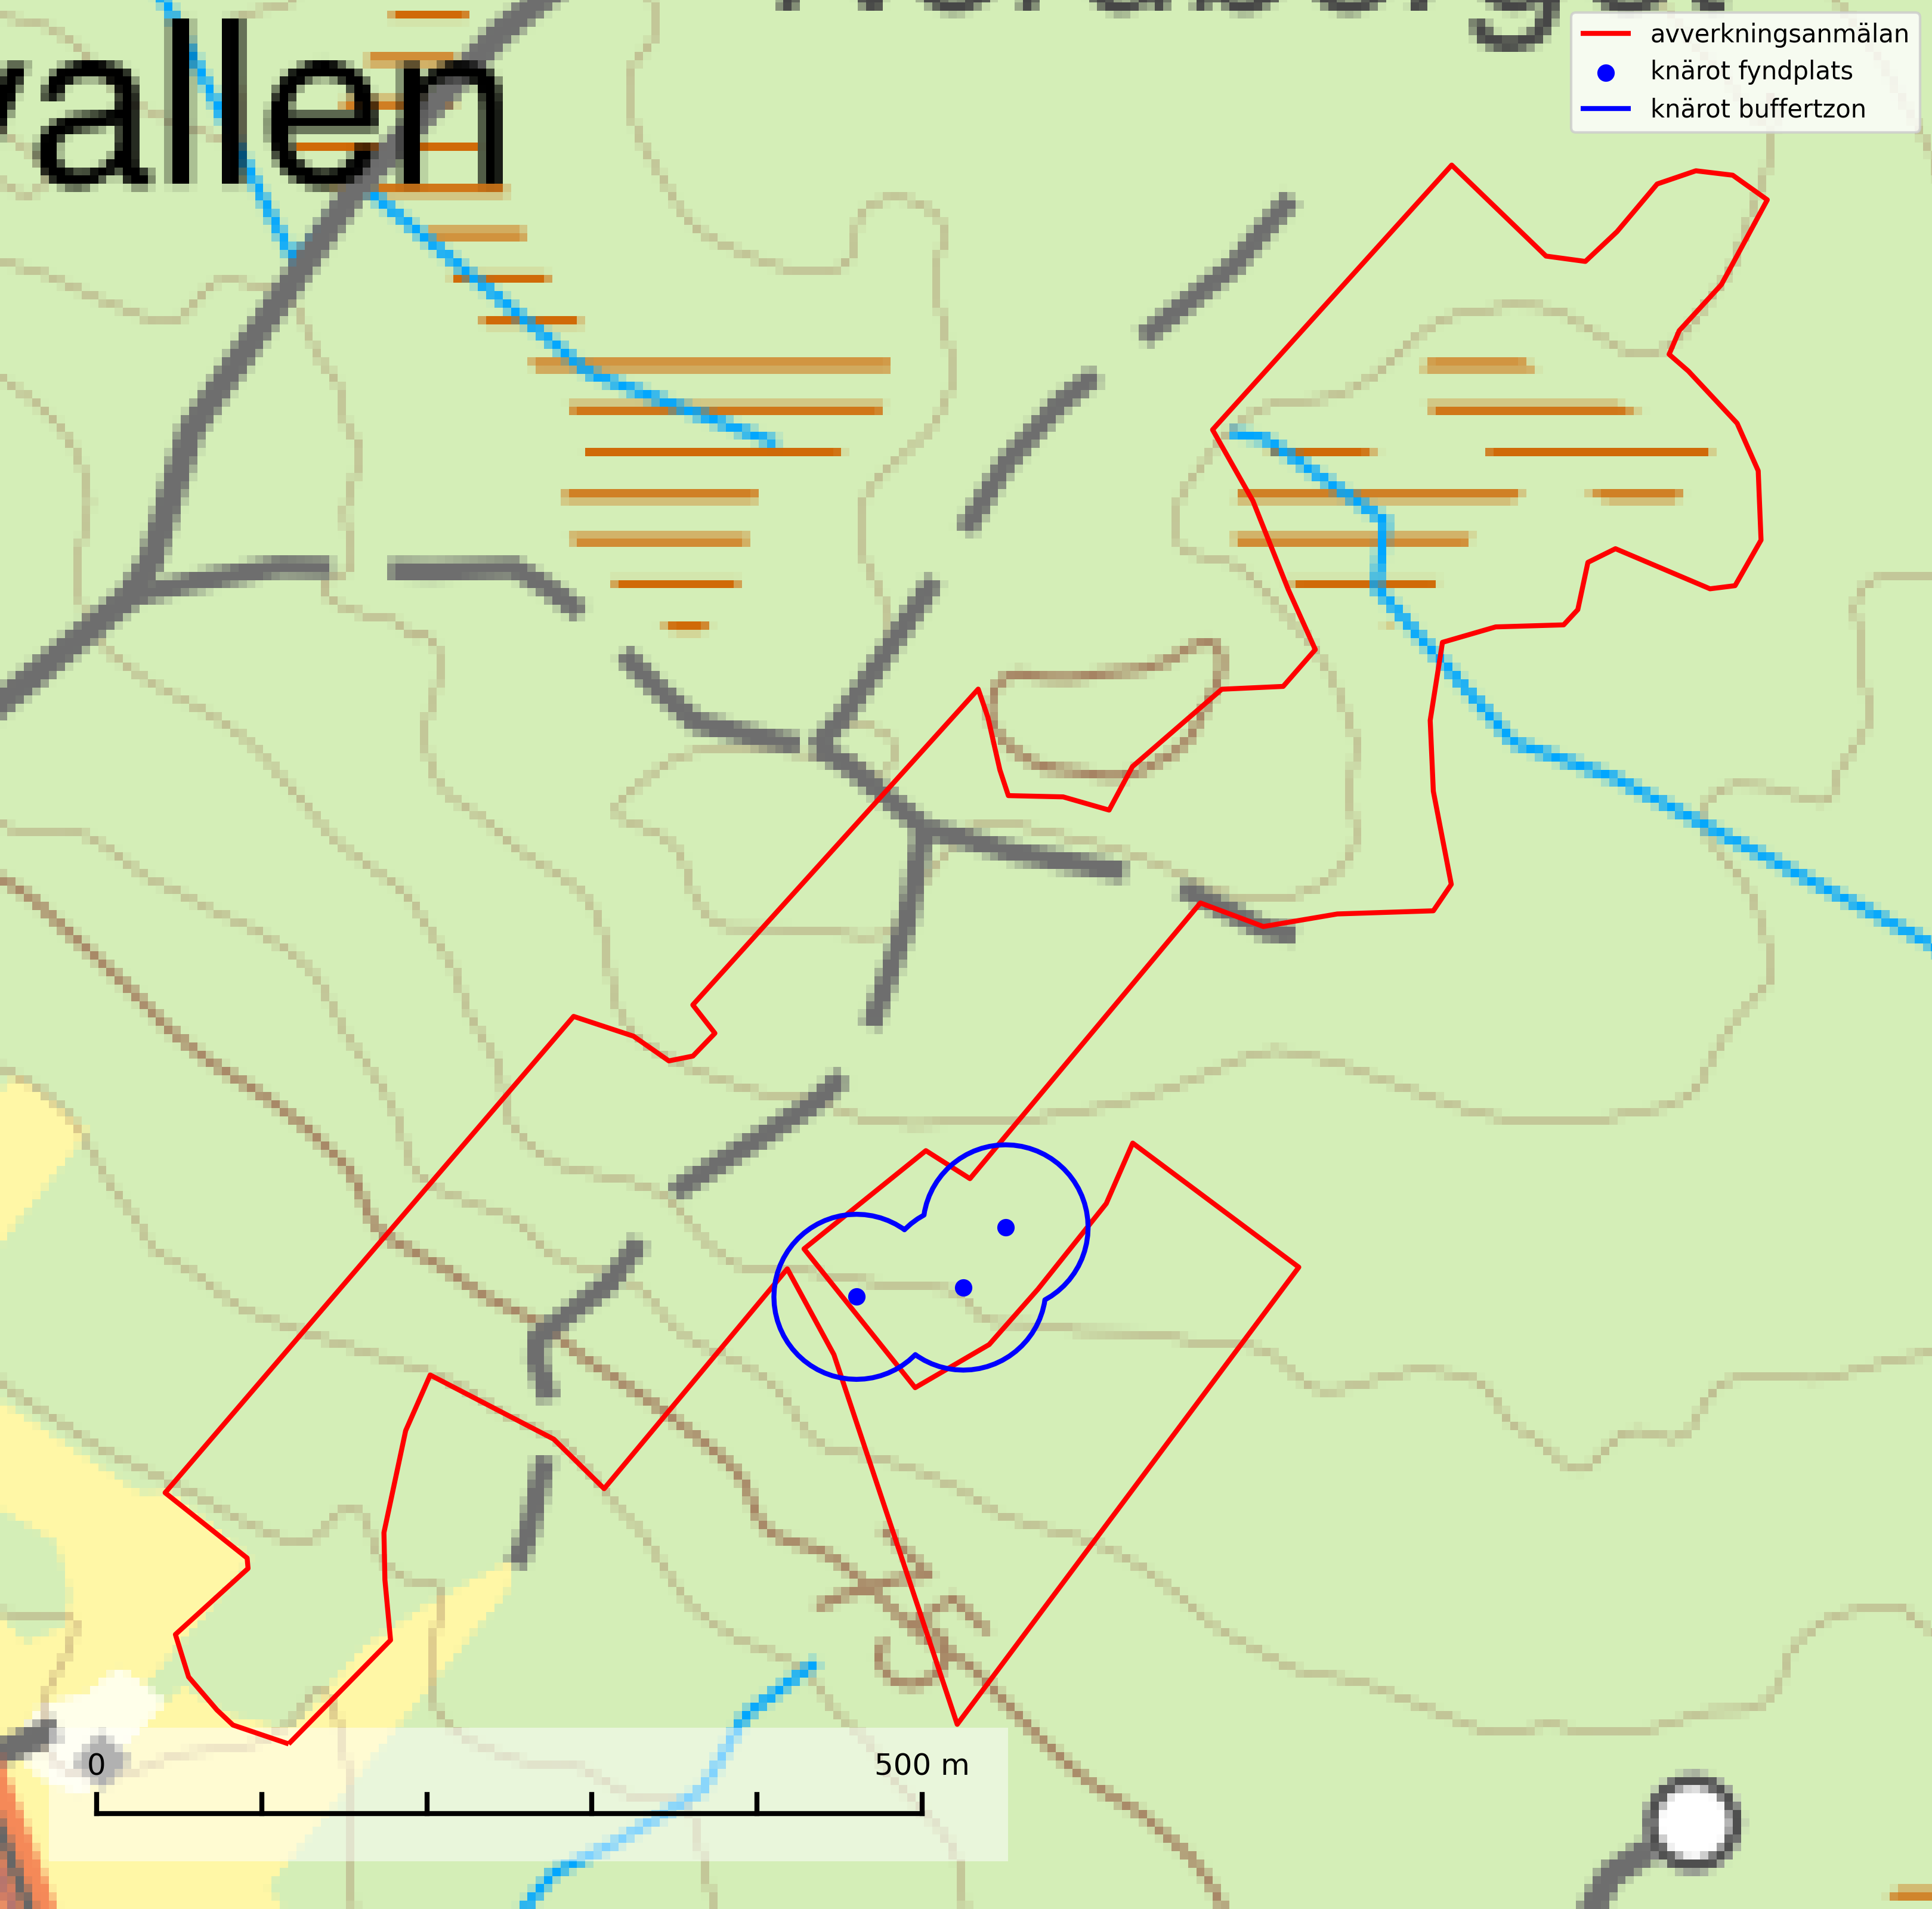 vallen
avverkningsanmälan
knärot fyndplats
knärot buffertzon
0 500 m